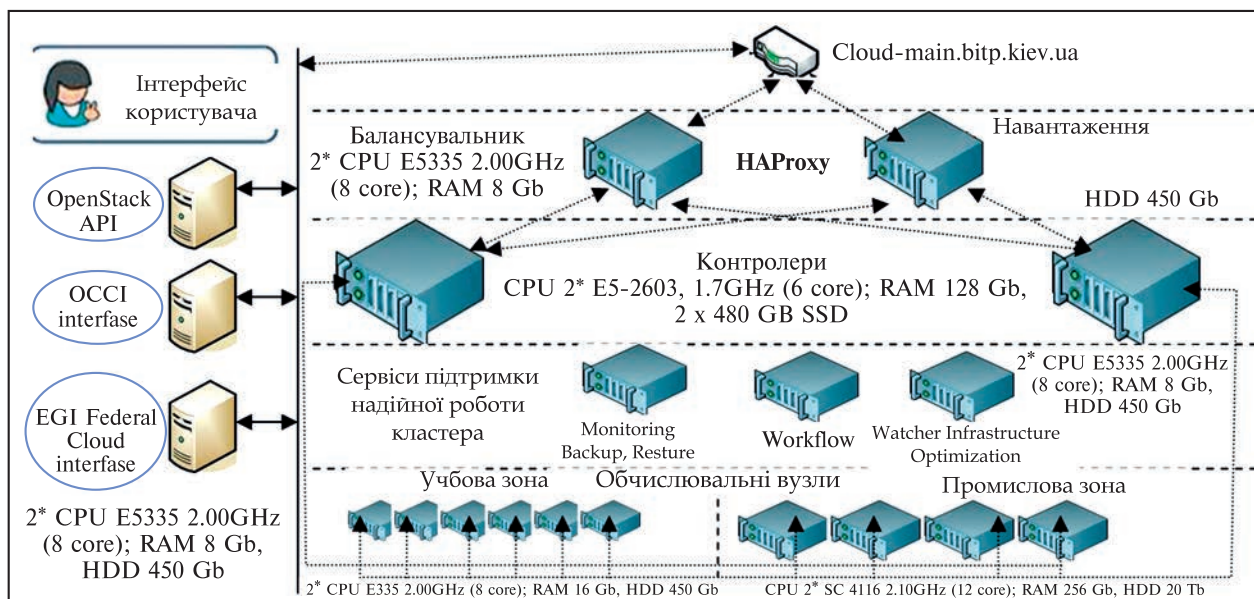 Cloud-main.bitp.kiev.ua
Інтерфейс
користувача
Балансувальник
2* CPU E5335 2.00GHz
(8 core); RAM 8 Gb
HAProxy
Навантаження
HDD 450 Gb
OpenStack
API
OCCI
interfase
EGI Federal
Cloud
interfase
2* CPU E5335 2.00GHz
(8 core); RAM 8 Gb,
HDD 450 Gb
Контролери
CPU 2* E5-2603, 1.7GHz (6 core); RAM 128 Gb,
2 x 480 GB SSD
Сервіси підтримки
надійної роботи
кластера
Monitoring
Backup, Resture
Workflow
Watcher Infrastructure
Optimization
2* CPU E5335 2.00GHz
(8 core); RAM 8 Gb,
HDD 450 Gb
Учбова зона
Обчислювальні вузли
Промислова зона
2* CPU E335 2.00GHz (8 core); RAM 16 Gb, HDD 450 Gb
CPU 2* SC 4116 2.10GHz (12 core); RAM 256 Gb, HDD 20 Tb